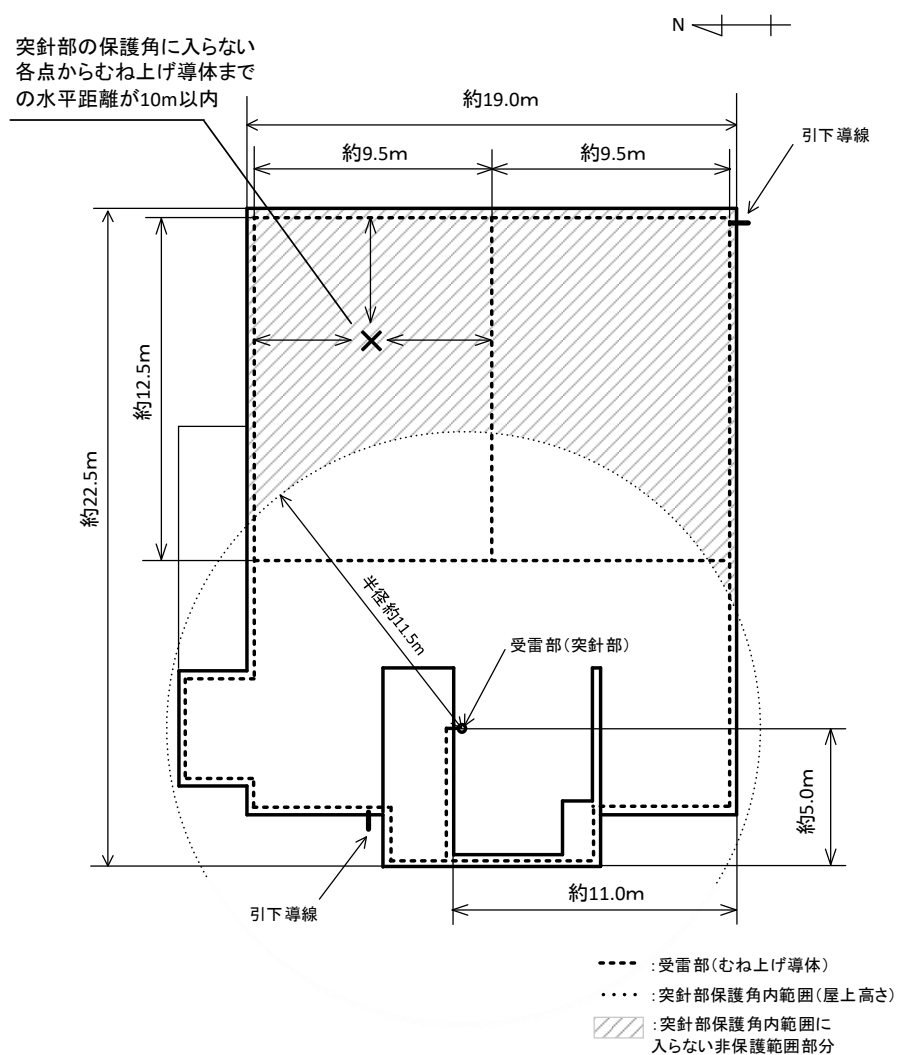 N
突針部の保護角に入らない
各点からむね上げ導体まで
の水平距離が10m以内
約19.0m
引下導線
約9.5m
約9.5m
約12.5m
約22.5m
半径約11.5m
受雷部(突針部)
約5.0m
約11.0m
引下導線
:受雷部(むね上げ導体)
:突針部保護角内範囲(屋上高さ)
:突針部保護角内範囲に
入らない非保護範囲部分